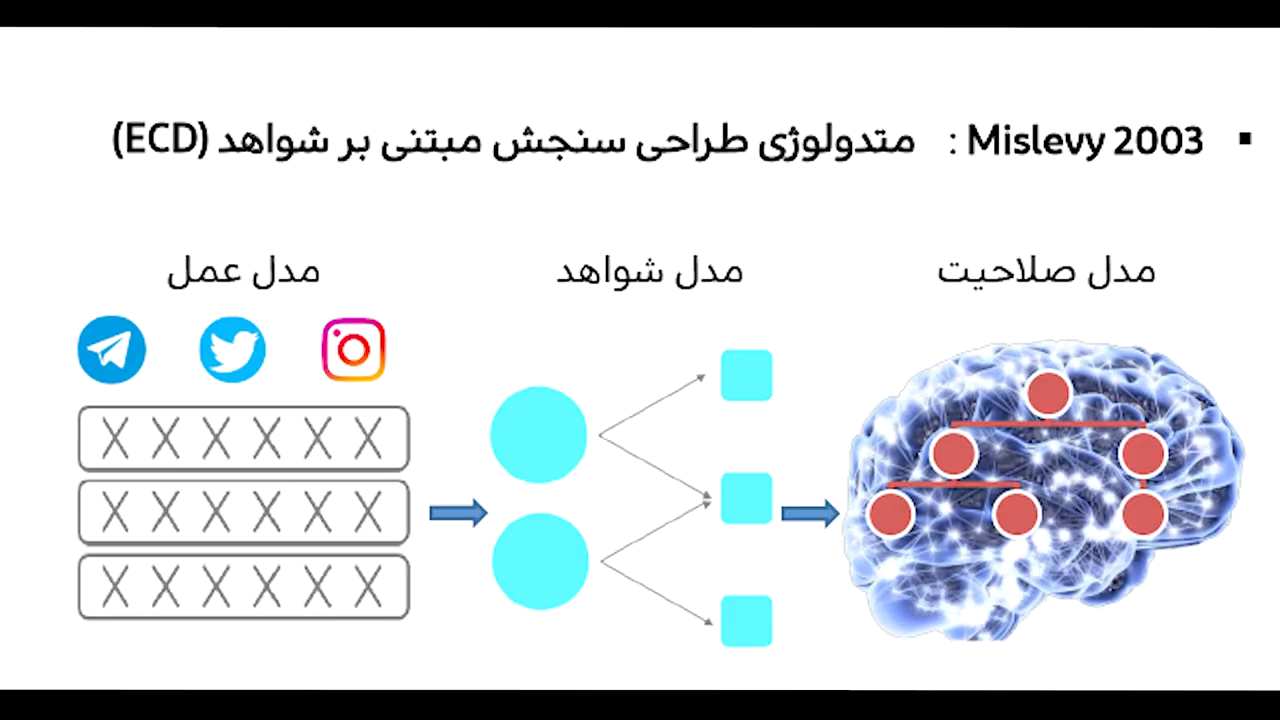 ▪ Mislevy 2003 : متدولوژی طراحی سنجش مبتنی بر شواهد (ECD)
مدل صلاحیت
مدل شواهد
مدل عمل
X X X X X X
X X X X X X
X X X X X X